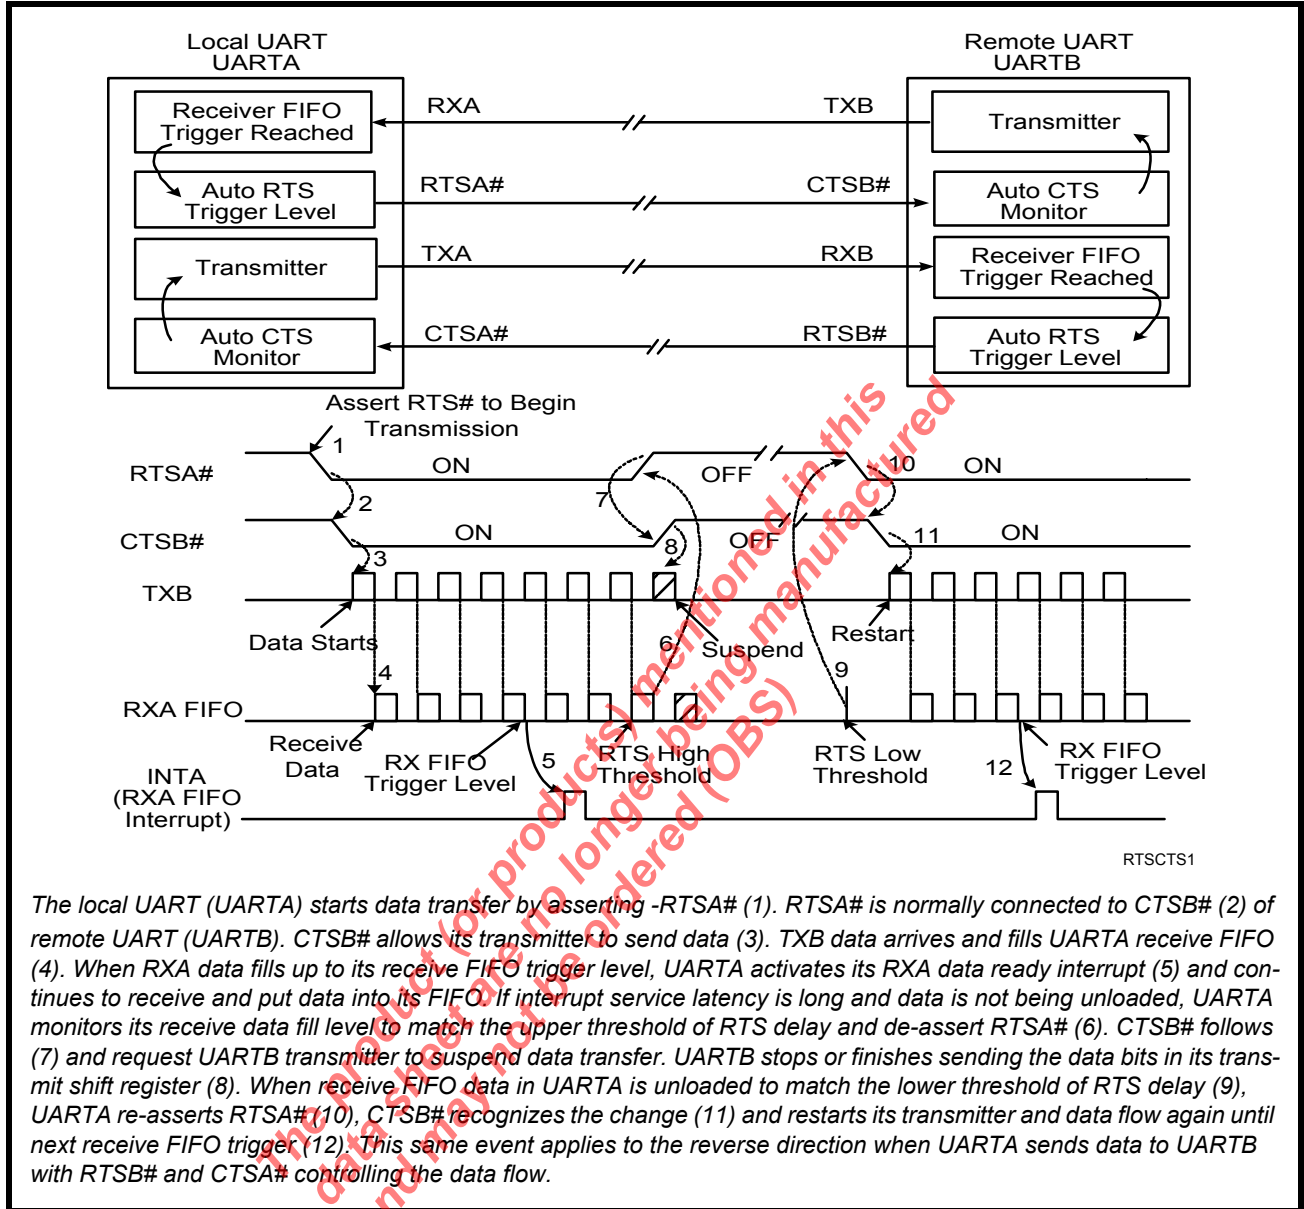 Local UART
UARTA
Remote UART
UARTB
Receiver FIFO
Trigger Reached
RXA
TXB
Transmitter
Auto RTS
Trigger Level
RTSA#
CTSB#
Auto CTS
Monitor
Transmitter
TXA
RXB
Receiver FIFO
Trigger Reached
Auto CTS
Monitor
CTSA#
RTSB#
Auto RTS
Trigger Level
Assert RTS# to Begin
Transmission
1
RTSA#
ON
OFF
10
ON
2
7
CTSB#
ON
8
OFF
11
ON
3
TXB
Data Starts
6
Suspend
Restart
4
9
RXA FIFO
Receive
Data
RX FIFO
Trigger Level
5
RTS High
Threshold
RTS Low
Threshold
12
RX FIFO
Trigger Level
INTA
(RXA FIFO
Interrupt)
RTSCTS1
The local UART (UARTA) starts data transfer by asserting -RTSA# (1). RTSA# is normally connected to CTSB# (2) of
remote UART (UARTB). CTSB# allows its transmitter to send data (3). TXB data arrives and fills UARTA receive FIFO
(4). When RXA data fills up to its receive FIFO trigger level, UARTA activates its RXA data ready interrupt (5) and con-
tinues to receive and put data into its FIFO. If interrupt service latency is long and data is not being unloaded, UARTA
monitors its receive data fill level to match the upper threshold of RTS delay and de-assert RTSA# (6). CTSB# follows
(7) and request UARTB transmitter to suspend data transfer. UARTB stops or finishes sending the data bits in its trans-
mit shift register (8). When receive FIFO data in UARTA is unloaded to match the lower threshold of RTS delay (9),
UARTA re-asserts RTSA# (10), CTSB# recognizes the change (11) and restarts its transmitter and data flow again until
next receive FIFO trigger (12). This same event applies to the reverse direction when UARTA sends data to UARTB
with RTSB# and CTSA# controlling the data flow.
The product (or products) mentioned in this
data sheet are no longer being manufactured
nd may not be ordered (OBS)